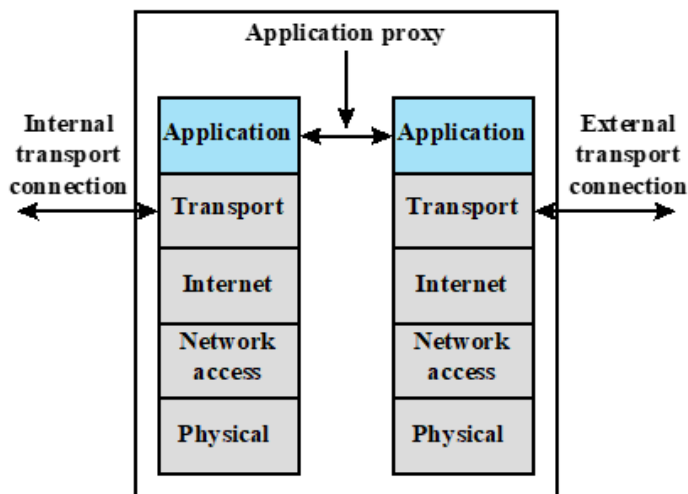 Application proxy
Internal
transport
connection
Application
Transport
Internet
Network
access
Physical
Application
Transport
Internet
Network
access
Physical
External
transport
connection